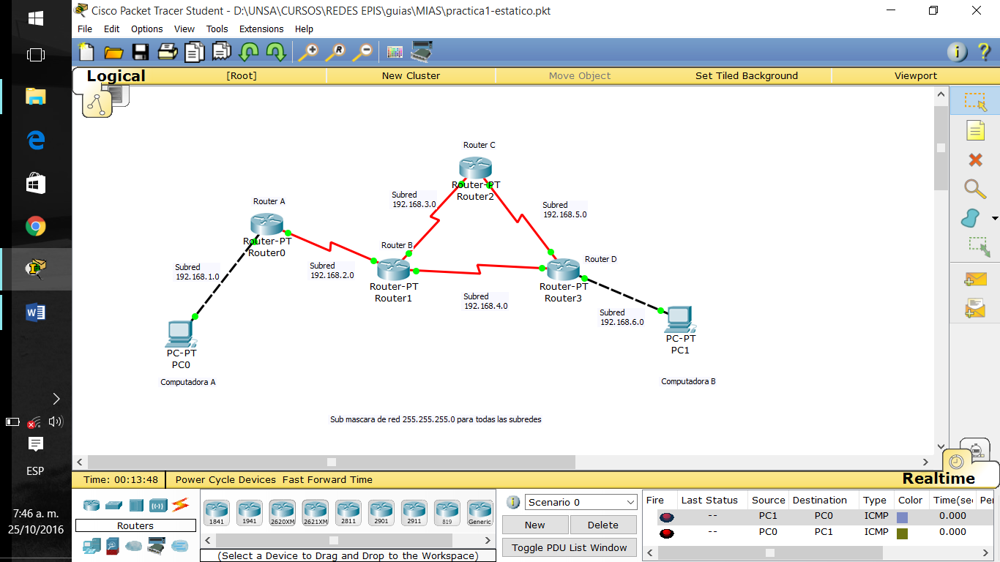 Cisco Packet Tracer Student - D:\UNSA\CURSOS\REDES EPIS\guias\MIAS\practica1-estatico.pkt
File Edit Options View Tools Extensions Help
Logical [Root] New Cluster Move Object Set Tiled Background Viewport
Router C
Router-PT
Router2
Subred
192.168.3.0
Subred
192.168.5.0
Router A
Router-PT
Router0
Router B
Router-PT
Router1
Router D
Router-PT
Router3
Subred
192.168.1.0
Subred
192.168.2.0
Subred
192.168.4.0
Subred
192.168.6.0
PC-PT
PC0
Computadora A
PC-PT
PC1
Computadora B
Sub mascara de red 255.255.255.0 para todas las subredes
ESP
7:46 a. m.
25/10/2016
Time: 00:13:48 Power Cycle Devices Fast Forward Time
Realtime
Routers
1841 1941 2620XM 2621XM 2811 2901 2911 819 Generic
(Select a Device to Drag and Drop to the Workspace)
Scenario 0
New Delete
Toggle PDU List Window
Fire Last Status Source Destination Type Color Time(sec Per
-- PC1 PC0 ICMP 0.000
-- PC0 PC1 ICMP 0.000